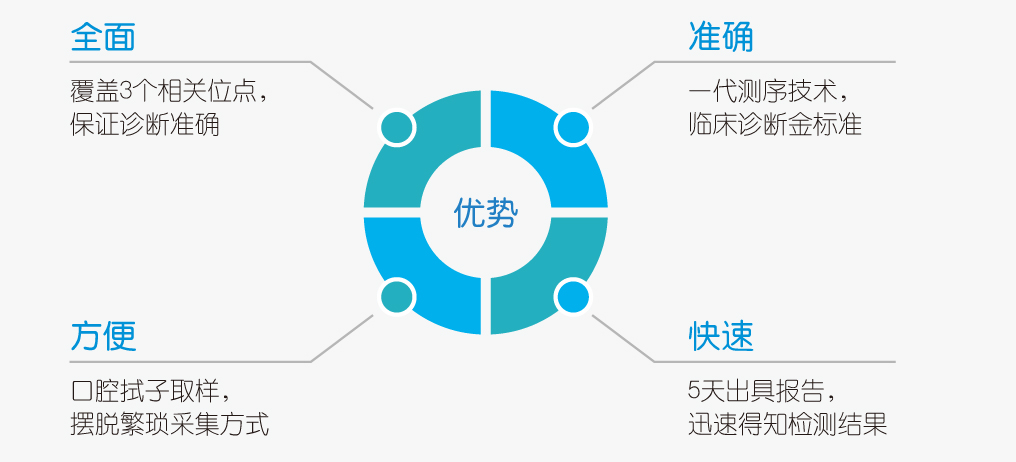 全面
覆盖3个相关位点，
保证诊断准确
准确
一代测序技术，
临床诊断金标准
优势
方便
口腔拭子取样，
摆脱繁琐采集方式
快速
5天出具报告，
迅速得知检测结果